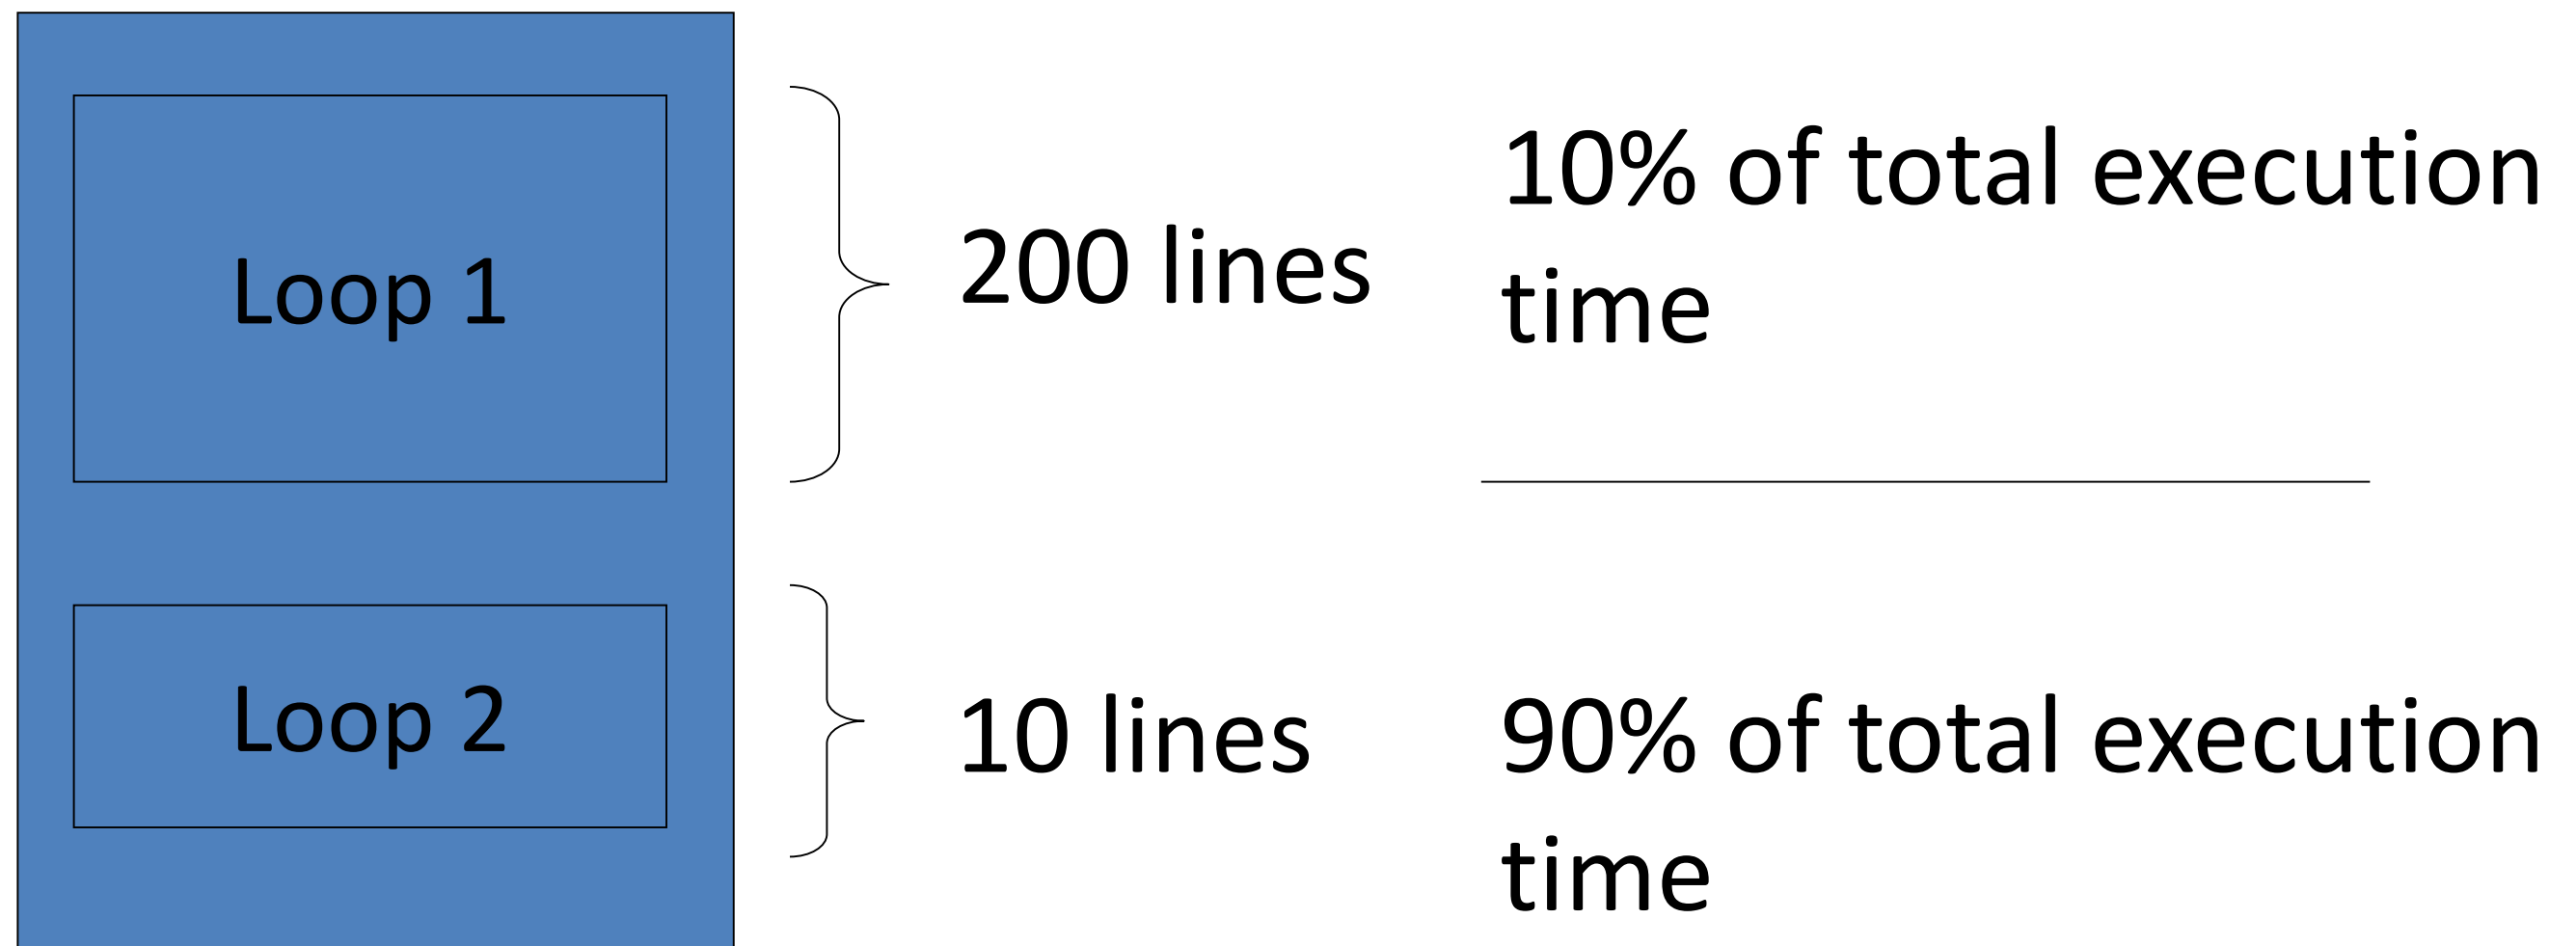 Loop 1
200 lines
10% of total execution
time
Loop 2
10 lines
90% of total execution
time